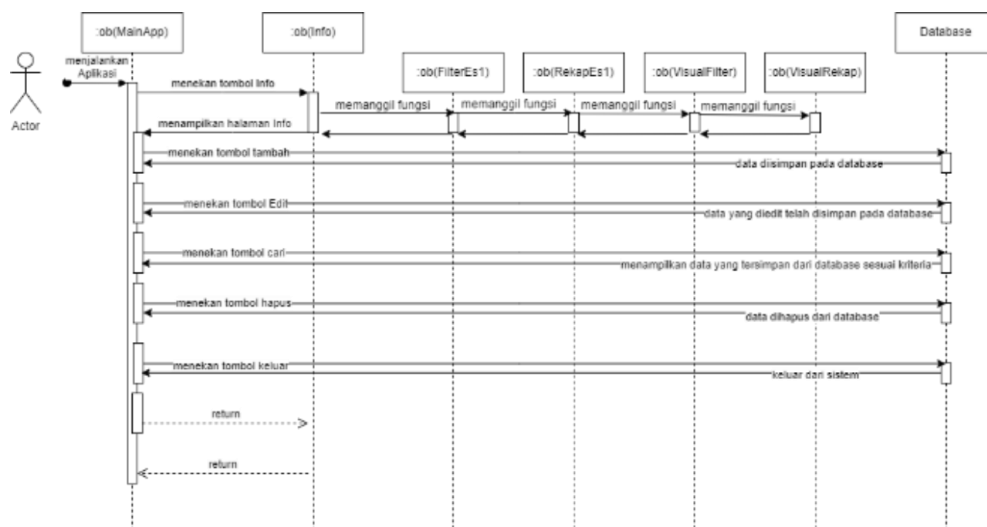 :ob(MainApp)
:ob(Info)
Database
menjalankan
Aplikasi
:ob(FilterEs1)
:ob(RekapEs1)
:ob(VisualFilter)
:ob(VisualRekap)
Actor
menekan tombol Info
memanggil fungsi
memanggil fungsi
memanggil fungsi
memanggil fungsi
menampilkan halaman Info
menekan tombol tambah
data diisimpan pada database
menekan tombol Edit
data yang diedit telah disimpan pada database
menekan tombol cari
menampilkan data yang tersimpan dari database sesuai kriteria
menekan tombol hapus
data dihapus dari database
menekan tombol keluar
keluar dari sistem
return
return